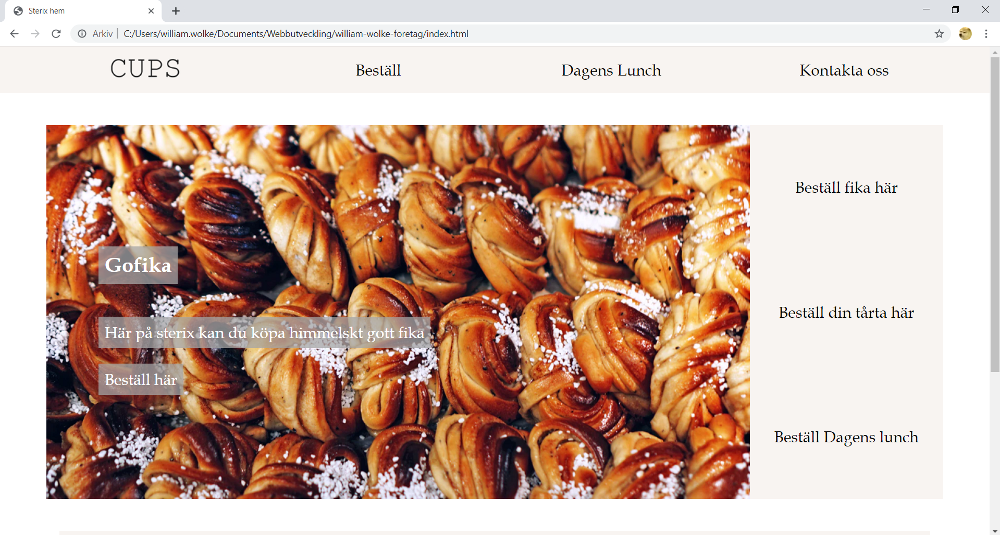 Sterix hem
Arkiv | C:/Users/william.wolke/Documents/Webbutveckling/william-wolke-foretag/index.html
CUPS Beställ Dagens Lunch Kontakta oss
Gofika
Här på sterix kan du köpa himmelskt gott fika
Beställ här
Beställ fika här
Beställ din tårta här
Beställ Dagens lunch